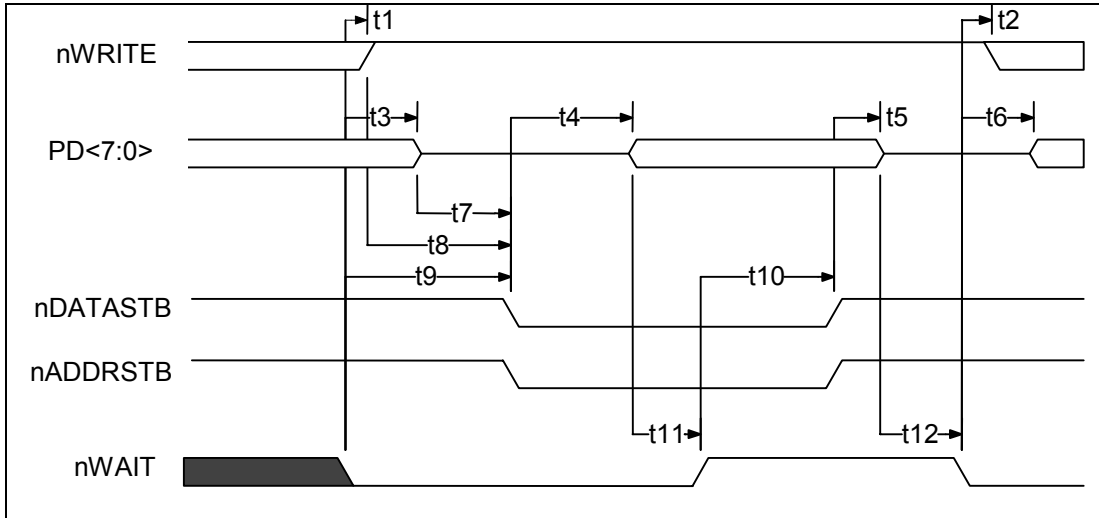 t1 t2
nWRITE
t3 t4 t5 t6
PD<7:0>
t7
t8
t9 t10
nDATASTB
nADDRSTB
t11 t12
nWAIT